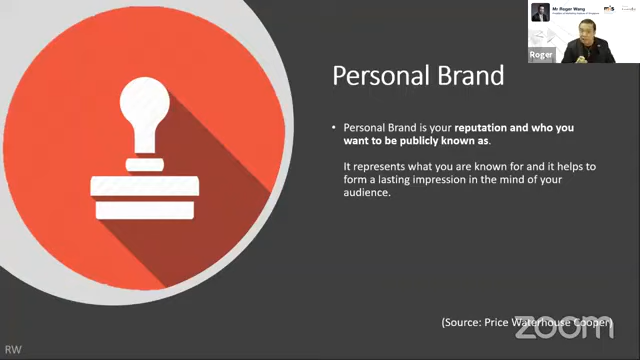 Mr Roger Wang
Roger
Personal Brand
• Personal Brand is your reputation and who you
want to be publicly known as.
It represents what you are known for and it helps to
form a lasting impression in the mind of your
audience.
(Source: Price Waterhouse Cooper)
zoom
RW